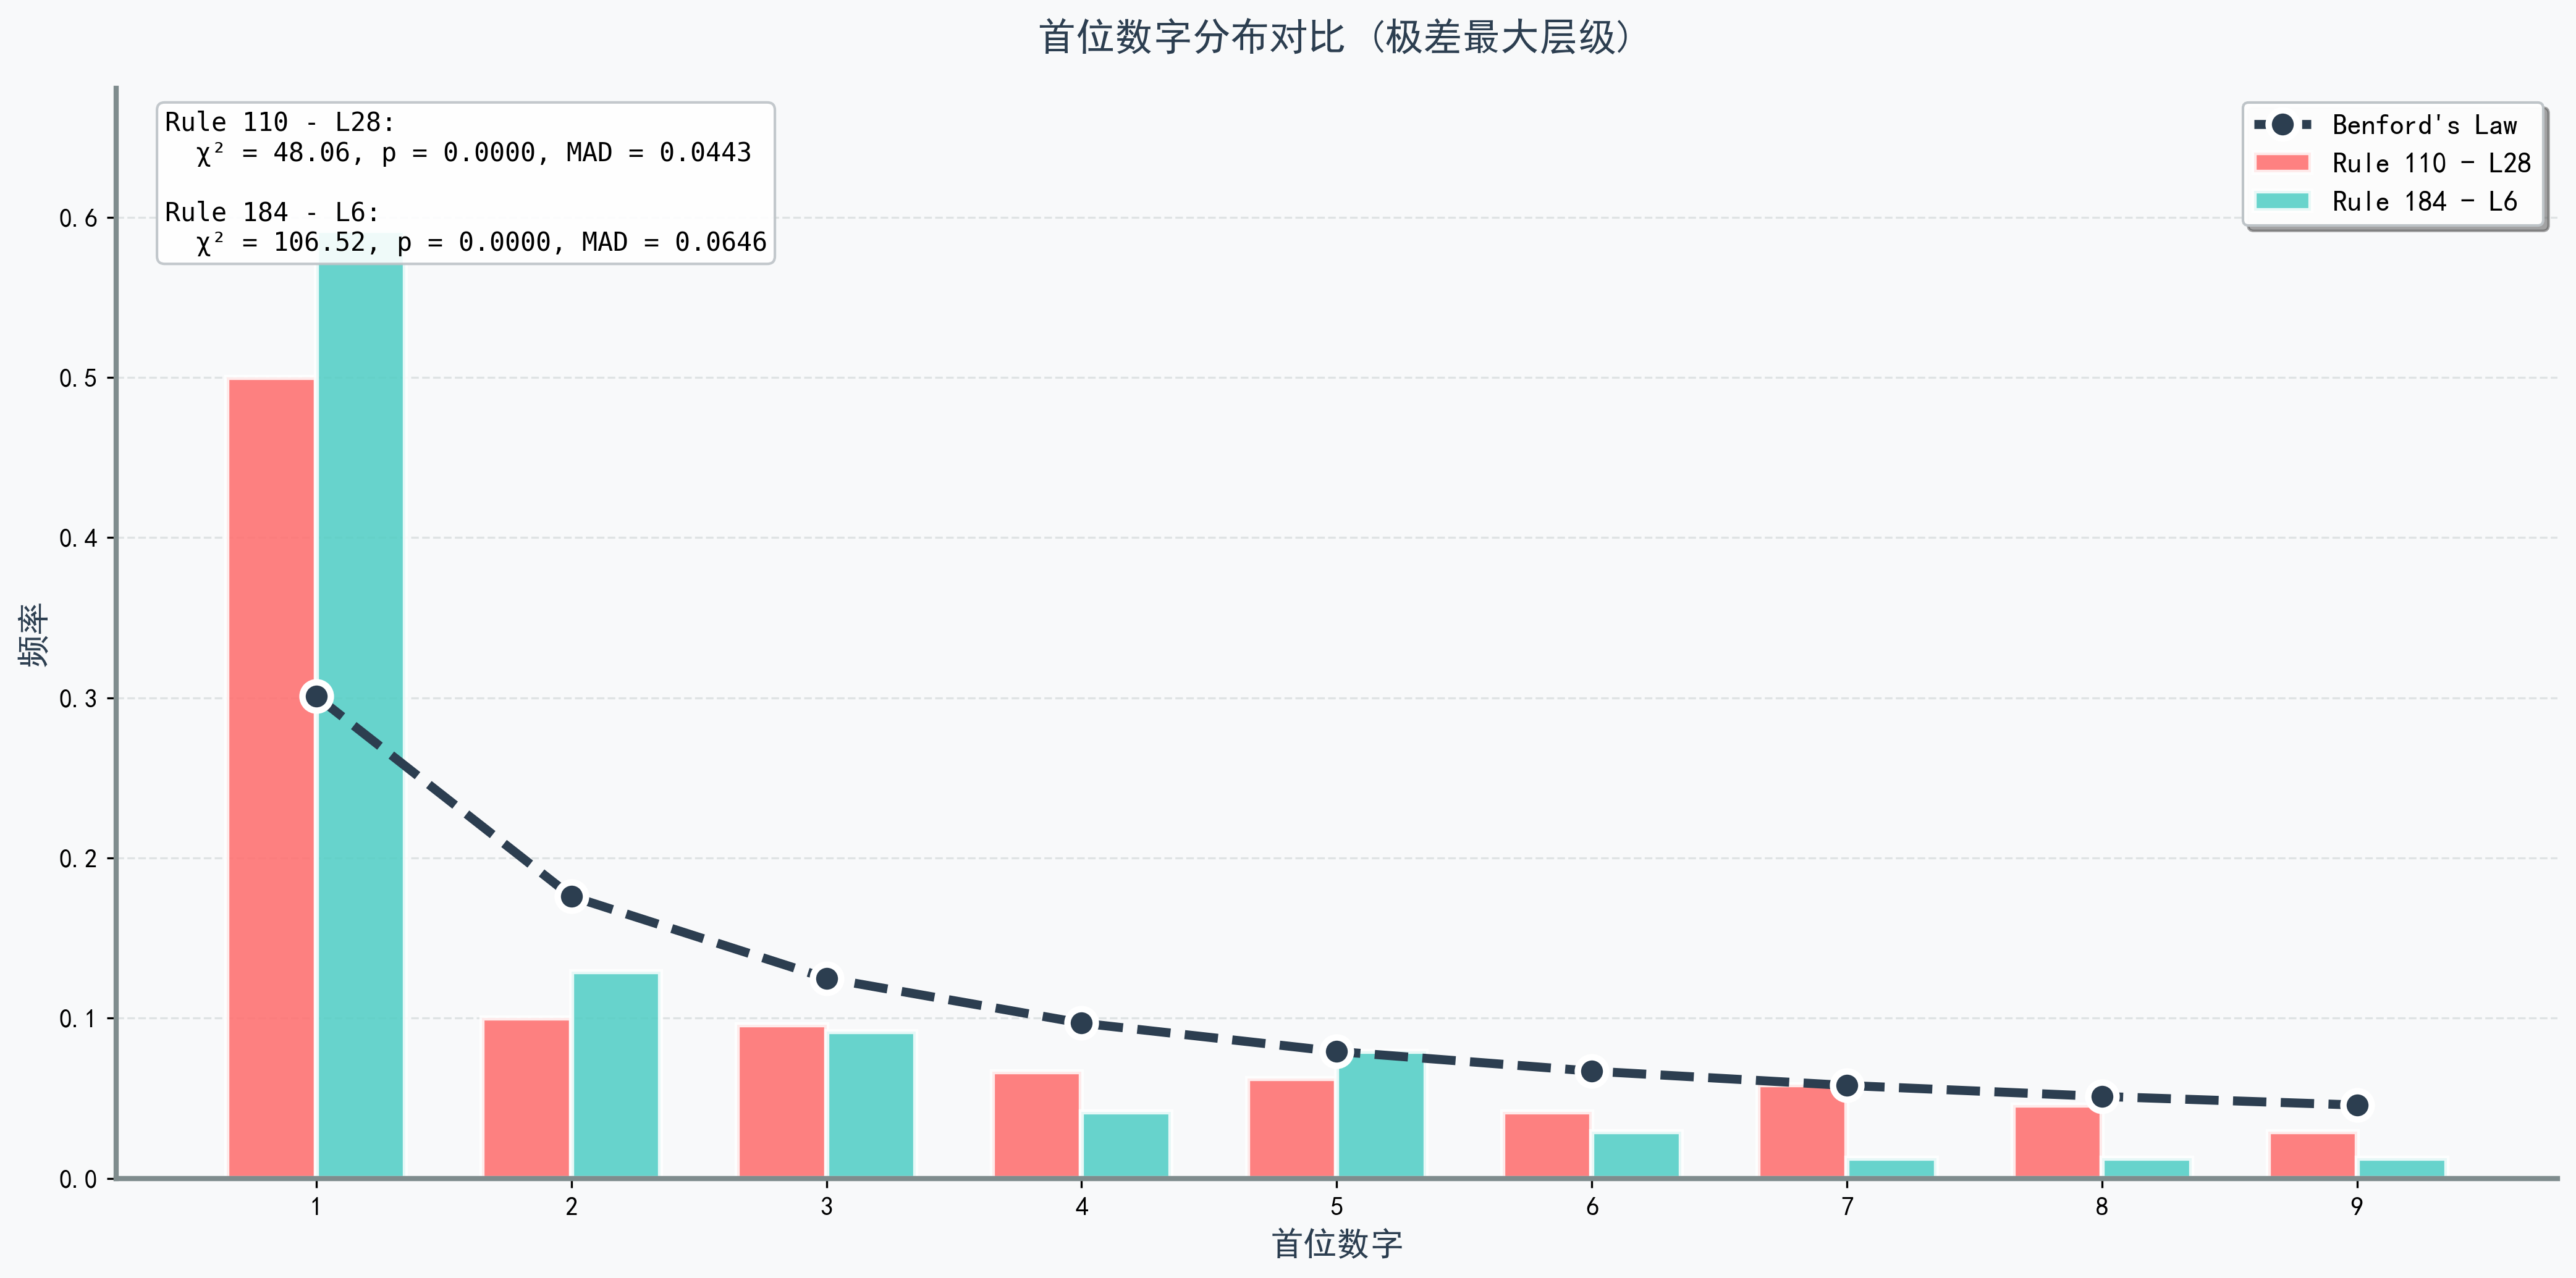 首位数字分布对比 (极差最大层级)
Rule 110 - L28:
χ² = 48.06, p = 0.0000, MAD = 0.0443
Rule 184 - L6:
χ² = 106.52, p = 0.0000, MAD = 0.0646
Benford's Law
Rule 110 - L28
Rule 184 - L6
频率
0.6
0.5
0.4
0.3
0.2
0.1
0.0
1 2 3 4 5 6 7 8 9
首位数字